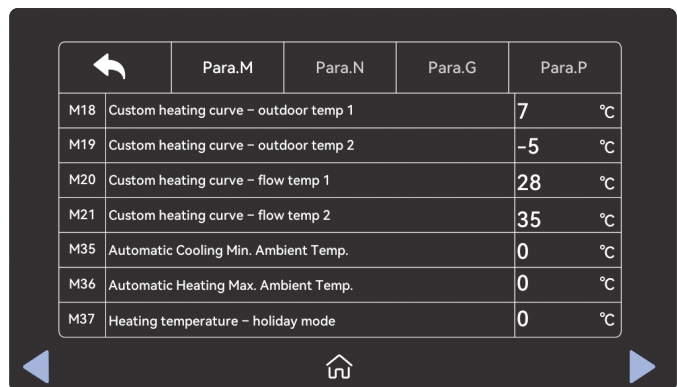 Para.M Para.N Para.G Para.P
M18 Custom heating curve – outdoor temp 1 7 ℃
M19 Custom heating curve – outdoor temp 2 -5 ℃
M20 Custom heating curve – flow temp 1 28 ℃
M21 Custom heating curve – flow temp 2 35 ℃
M35 Automatic Cooling Min. Ambient Temp. 0 ℃
M36 Automatic Heating Max. Ambient Temp. 0 ℃
M37 Heating temperature – holiday mode 0 ℃